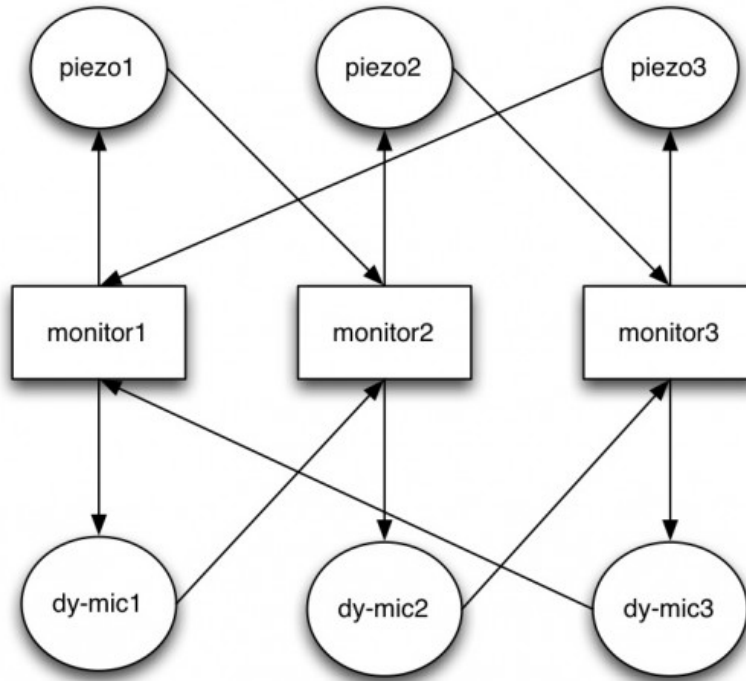 piezo1
piezo2
piezo3
monitor1
monitor2
monitor3
dy-mic1
dy-mic2
dy-mic3